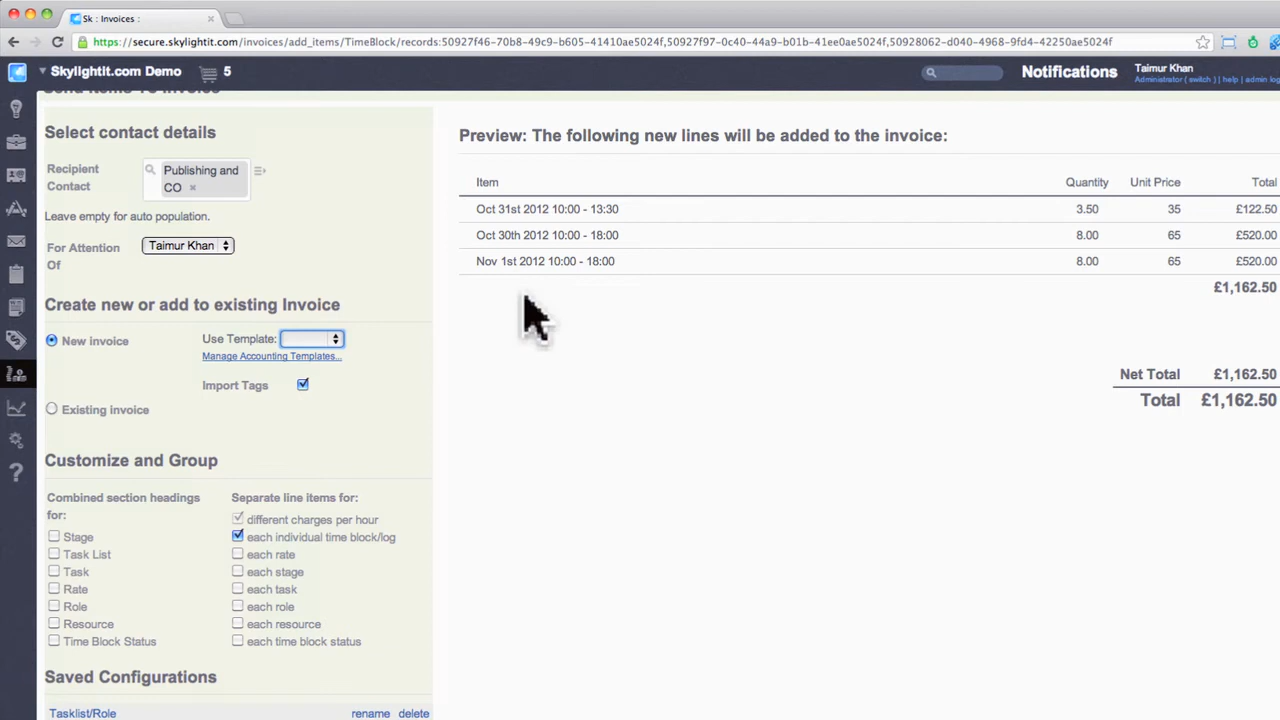 Sk : Invoices :
https://secure.skylightit.com/invoices/add_items/TimeBlock/records:50927f46-70b8-49c9-b605-41410ae5024f,50927f97-0c40-44a9-b01b-41ee0ae5024f,50928062-d040-4968-9fd4-42250ae5024f
Skylightit.com Demo 5
Notifications
Taimur Khan
Administrator ( switch ) | help | admin log
Send Items To Invoice
Select contact details
Recipient Contact
Publishing and
CO ×
Leave empty for auto population.
For Attention Of
Taimur Khan
Create new or add to existing Invoice
New invoice
Use Template:
Manage Accounting Templates...
Import Tags
Existing invoice
Customize and Group
Combined section headings
for:
Stage
Task List
Task
Rate
Role
Resource
Time Block Status
Separate line items for:
different charges per hour
each individual time block/log
each rate
each stage
each task
each role
each resource
each time block status
Saved Configurations
Tasklist/Role rename delete
Preview: The following new lines will be added to the invoice:
Item Quantity Unit Price Total
Oct 31st 2012 10:00 - 13:30 3.50 35 £122.50
Oct 30th 2012 10:00 - 18:00 8.00 65 £520.00
Nov 1st 2012 10:00 - 18:00 8.00 65 £520.00
£1,162.50
Net Total £1,162.50
Total £1,162.50